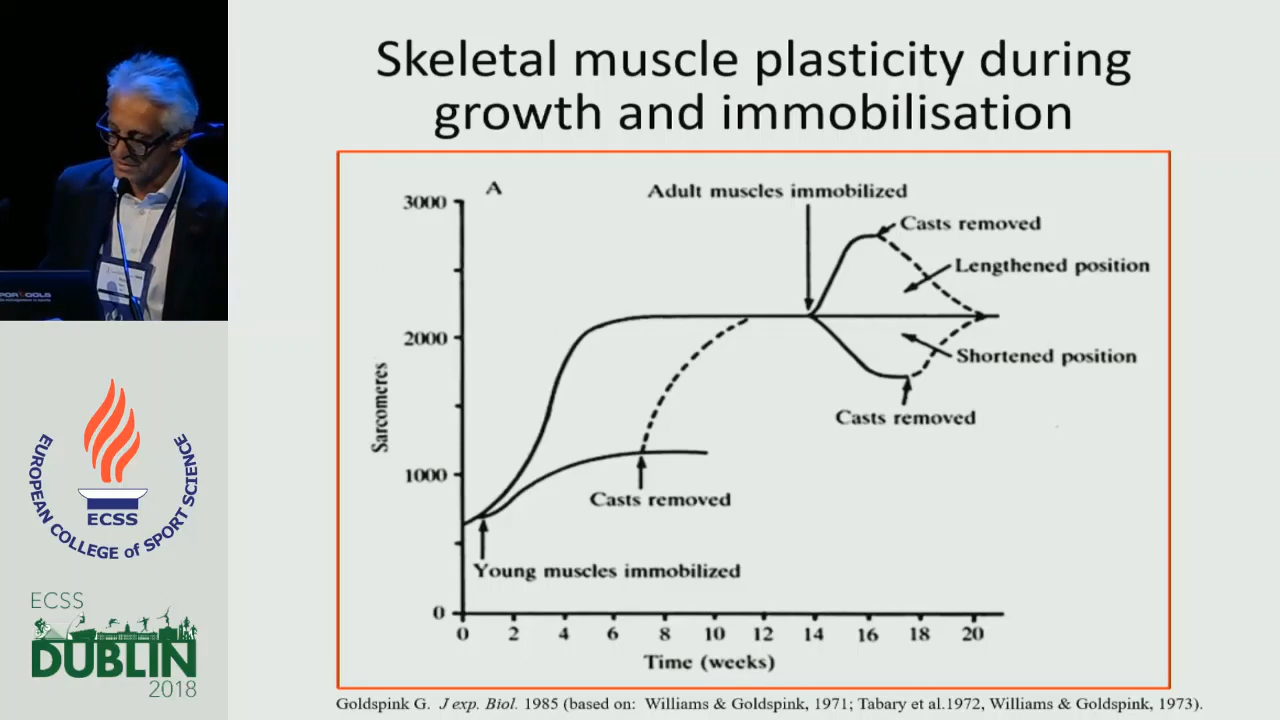 Skeletal muscle plasticity during
growth and immobilisation
A
Adult muscles immobilized
3000
Casts removed
Lengthened position
2000
Shortened position
Casts removed
Sarcomeres
1000
Casts removed
Young muscles immobilized
0
0 2 4 6 8 10 12 14 16 18 20
Time (weeks)
Goldspink G. J exp. Biol. 1985 (based on: Williams & Goldspink, 1971; Tabary et al.1972, Williams & Goldspink, 1973).
EUROPEAN COLLEGE of SPORT SCIENCE
ECSS
ECSS
DUBLIN
2018